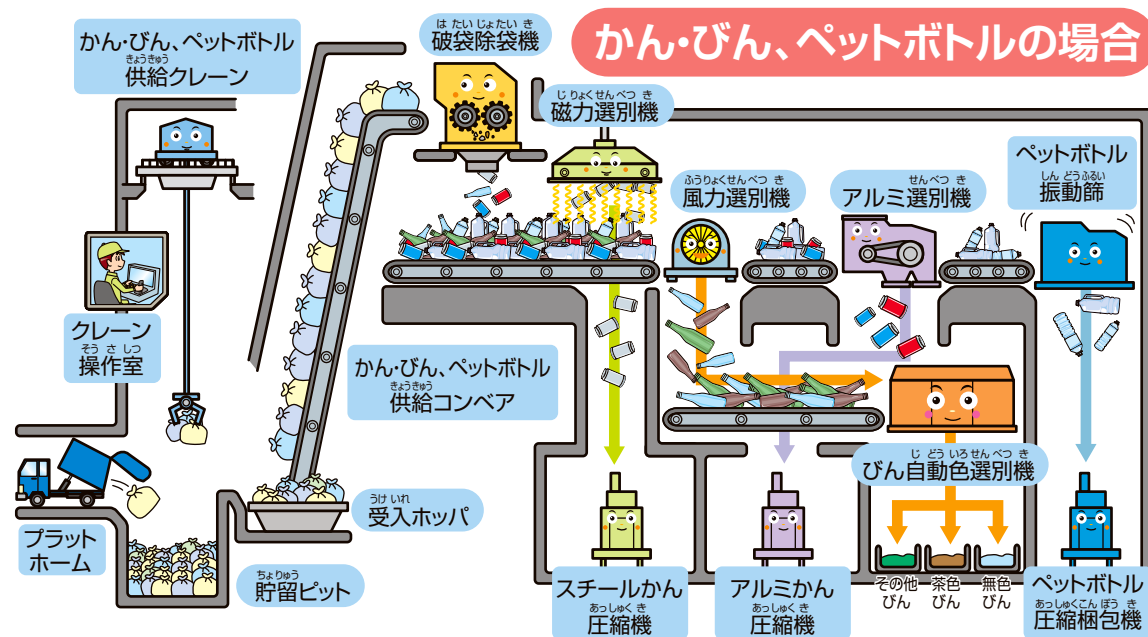 かん・びん、ペットボトルの場合
かん・びん、ペットボトル
きょうきゅう
供給クレーン
は たい じょ たい き
破袋除袋機
じ りょく せん べつ き
磁力選別機
ふう りょく せん べつ き
風力選別機
せん べつ き
アルミ選別機
ペットボトル
しん どう ふるい
振動篩
クレーン
そう さ しつ
操作室
かん・びん、ペットボトル
きょうきゅう
供給コンベア
じ どう いろ せん べつ き
びん自動色選別機
うけ いれ
受入ホッパ
プラット
ホーム
ちょ りゅう
貯留ピット
スチールかん
あっ しゅく き
圧縮機
アルミかん
あっ しゅく き
圧縮機
その他
びん
茶色
びん
無色
びん
ペットボトル
あっ しゅく こん ぽう き
圧縮梱包機